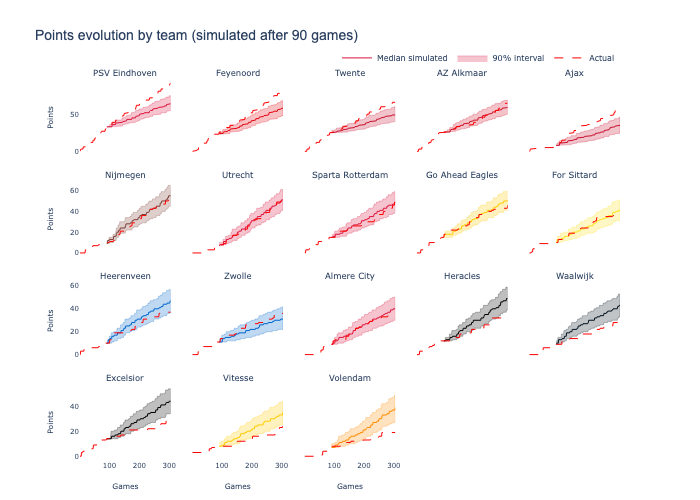 Points evolution by team (simulated after 90 games)
Median simulated 90% interval Actual
PSV Eindhoven Feyenoord Twente AZ Alkmaar Ajax
Points
50
0
Nijmegen Utrecht Sparta Rotterdam Go Ahead Eagles For Sittard
Points
60
40
20
0
Heerenveen Zwolle Almere City Heracles Waalwijk
Points
60
40
20
0
Excelsior Vitesse Volendam
Points
40
20
0
100 200 300 100 200 300 100 200 300
Games Games Games